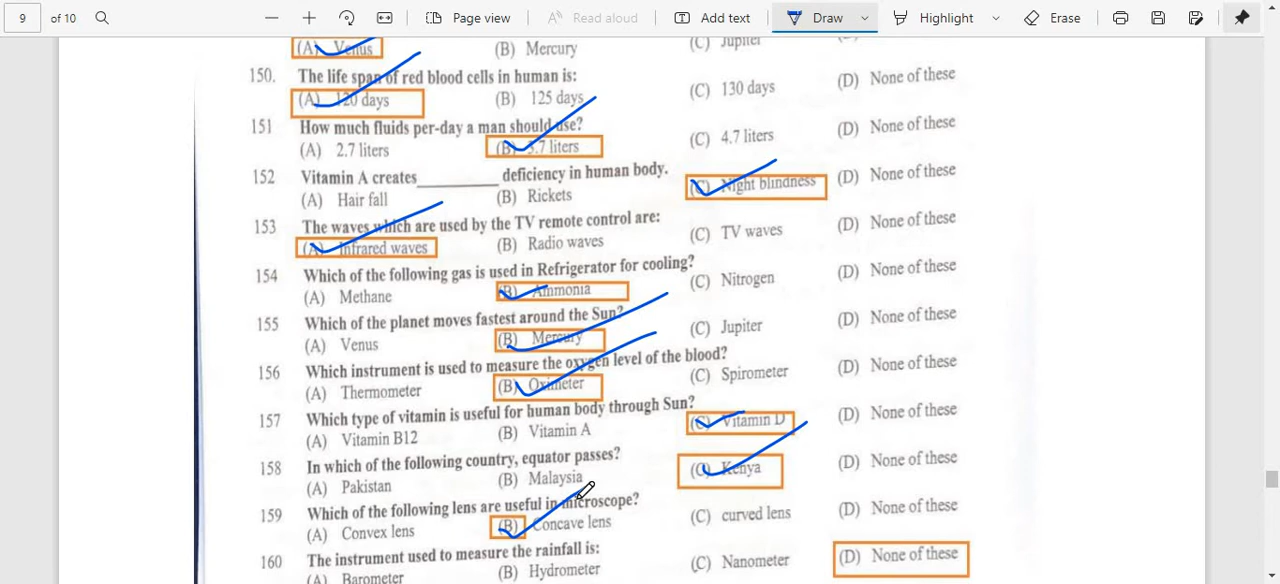 9 of 10 Page view Read aloud Add text Draw Highlight Erase
(A) Venus (B) Mercury (C) Jupiter
150. The life span of red blood cells in human is:
(A) 120 days (B) 125 days (C) 130 days (D) None of these
151 How much fluids per-day a man should use?
(A) 2.7 liters (B) 3.7 liters (C) 4.7 liters (D) None of these
152 Vitamin A creates__________ deficiency in human body.
(A) Hair fall (B) Rickets (C) Night blindness (D) None of these
153 The waves which are used by the TV remote control are:
(A) Infrared waves (B) Radio waves (C) TV waves (D) None of these
154 Which of the following gas is used in Refrigerator for cooling?
(A) Methane (B) Ammonia (C) Nitrogen (D) None of these
155 Which of the planet moves fastest around the Sun?
(A) Venus (B) Mercury (C) Jupiter (D) None of these
156 Which instrument is used to measure the oxygen level of the blood?
(A) Thermometer (B) Oximeter (C) Spirometer (D) None of these
157 Which type of vitamin is useful for human body through Sun?
(A) Vitamin B12 (B) Vitamin A (C) Vitamin D (D) None of these
158 In which of the following country, equator passes?
(A) Pakistan (B) Malaysia (C) Kenya (D) None of these
159 Which of the following lens are useful in microscope?
(A) Convex lens (B) Concave lens (C) curved lens (D) None of these
160 The instrument used to measure the rainfall is:
(A) Barometer (B) Hydrometer (C) Nanometer (D) None of these